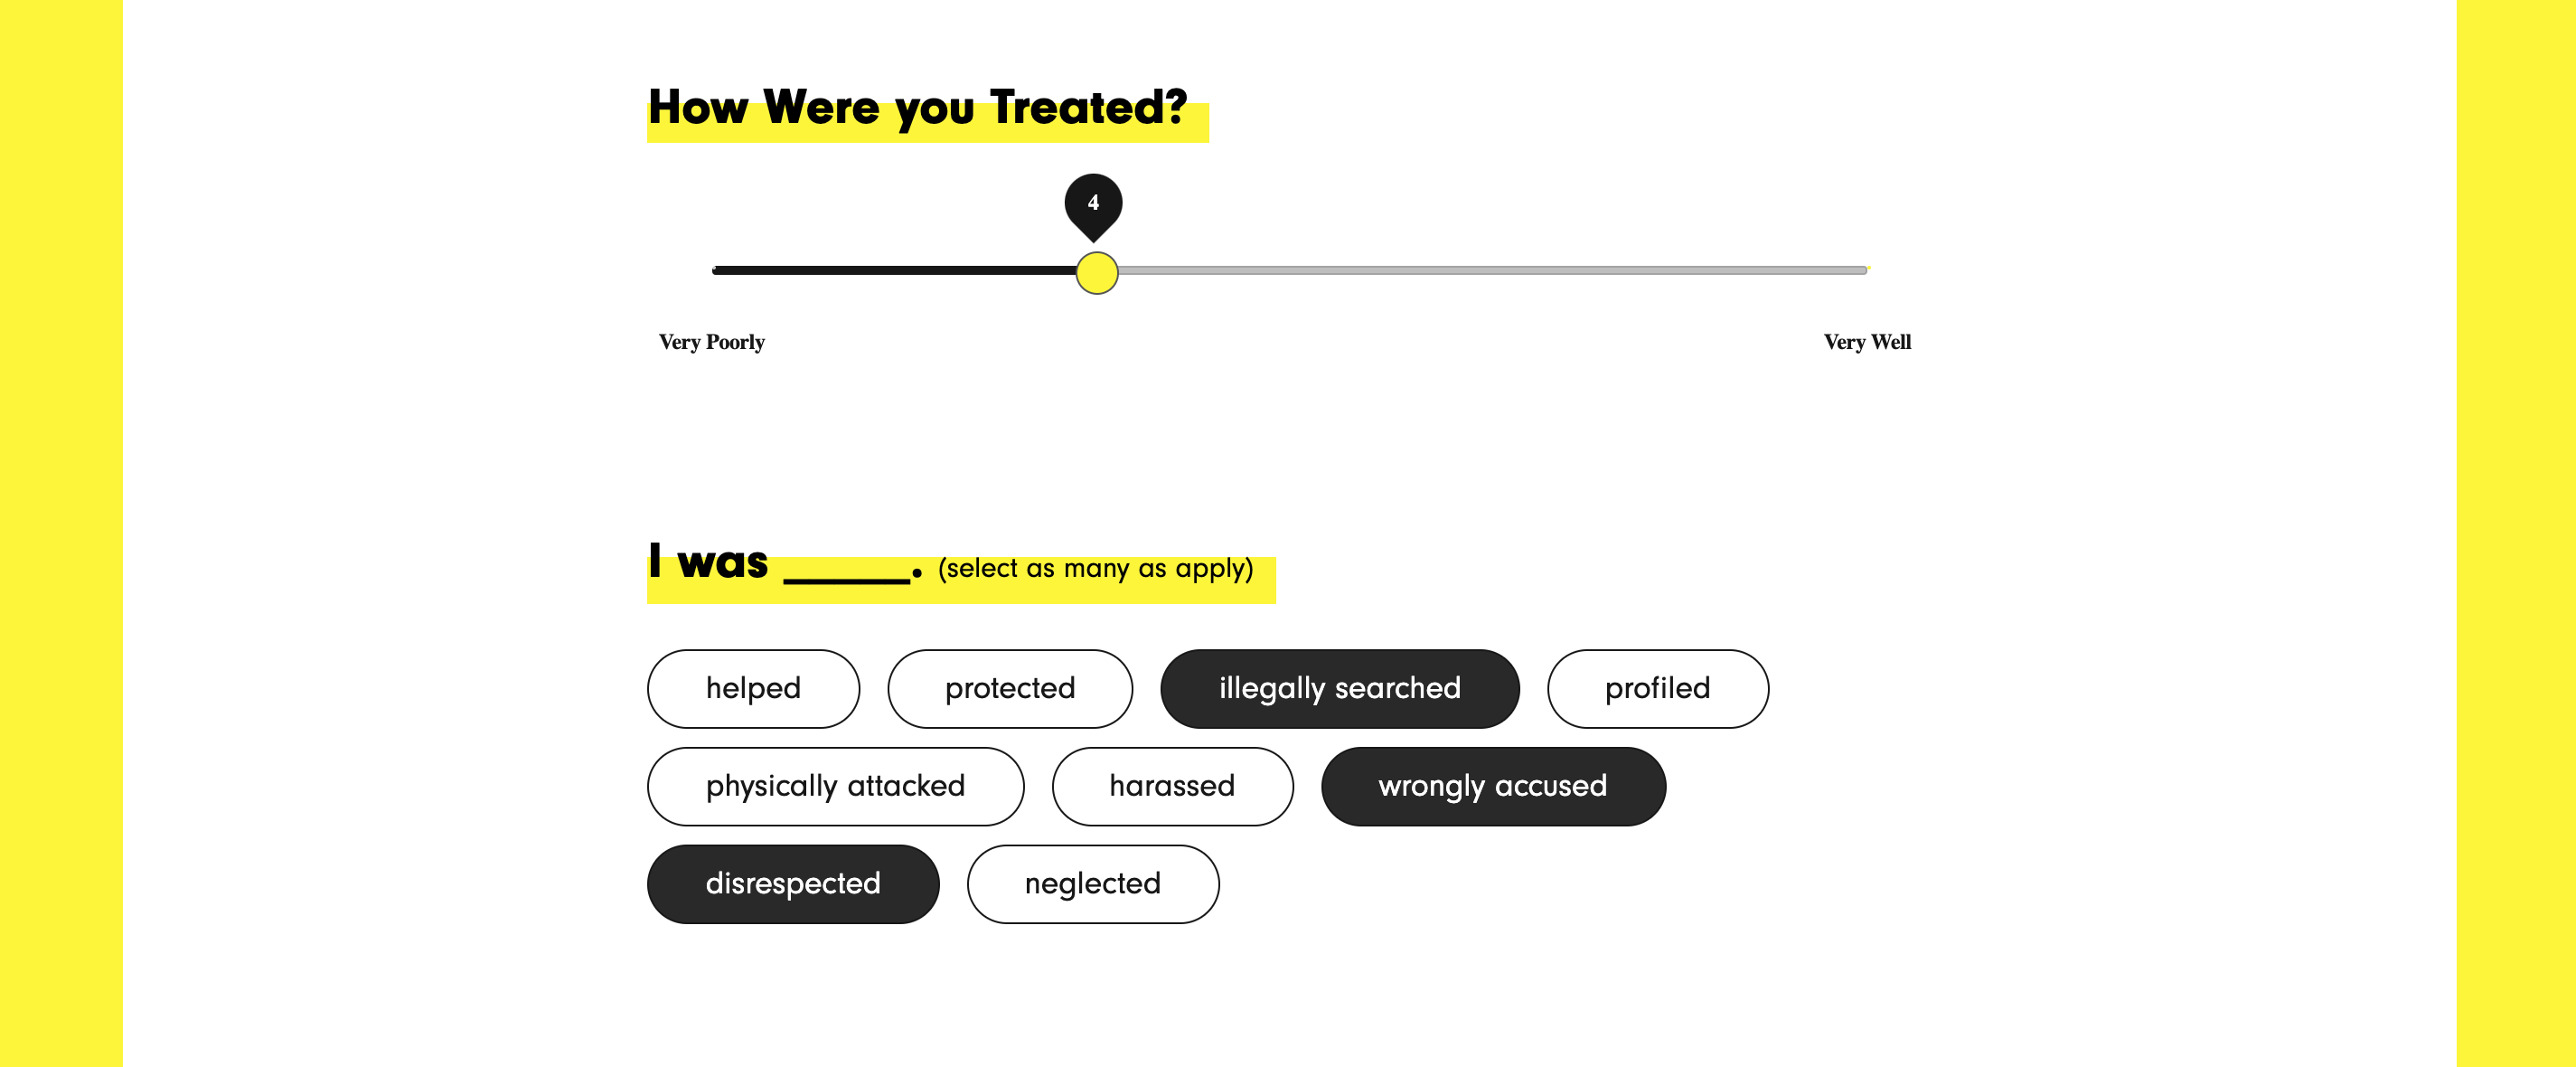 How Were you Treated?
4
Very Poorly Very Well
I was ______. (select as many as apply)
helped protected illegally searched profiled
physically attacked harassed wrongly accused
disrespected neglected